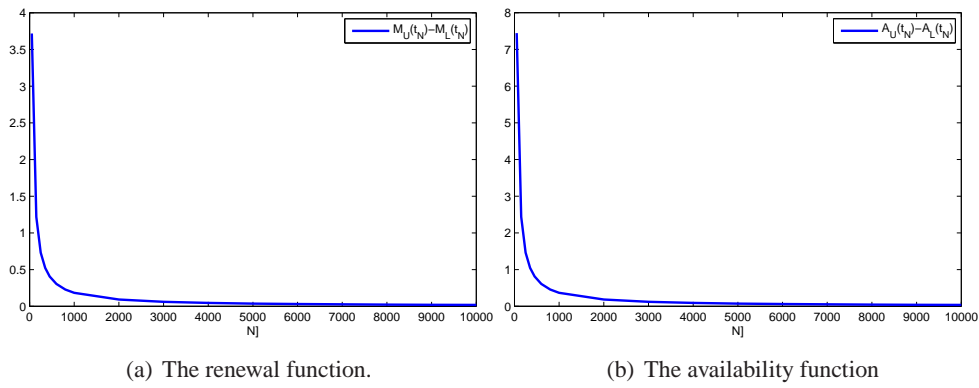 4
3.5
3
2.5
2
1.5
1
0.5
0
M_U(t_N)−M_L(t_N)
0 1000 2000 3000 4000 5000 6000 7000 8000 9000 10000
N]
(a) The renewal function.
8
7
6
5
4
3
2
1
0
A_U(t_N)−A_L(t_N)
0 1000 2000 3000 4000 5000 6000 7000 8000 9000 10000
N]
(b) The availability function